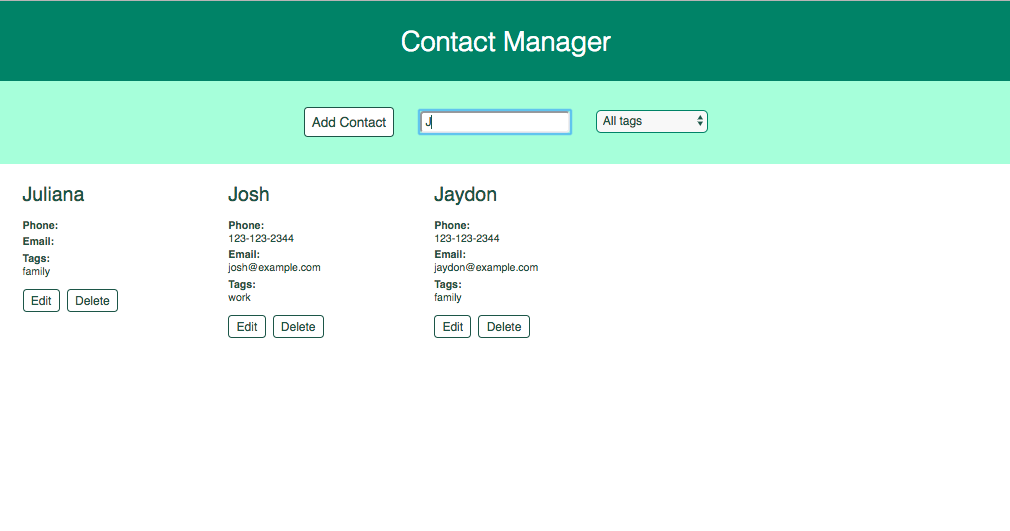 Contact Manager
Add Contact
J
All tags
Juliana
Phone:
Email:
Tags:
family
Edit Delete
Josh
Phone:
123-123-2344
Email:
josh@example.com
Tags:
work
Edit Delete
Jaydon
Phone:
123-123-2344
Email:
jaydon@example.com
Tags:
family
Edit Delete